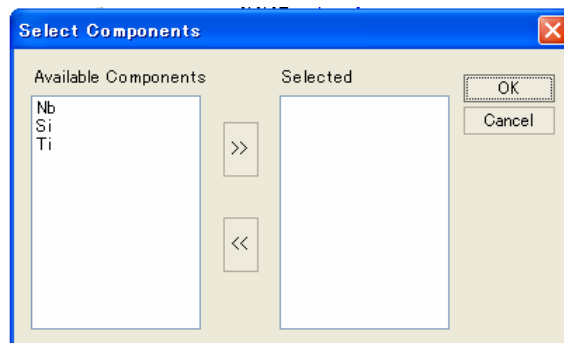 Select Components
Available Components
Selected
Nb
Si
Ti
>>
<<
OK
Cancel